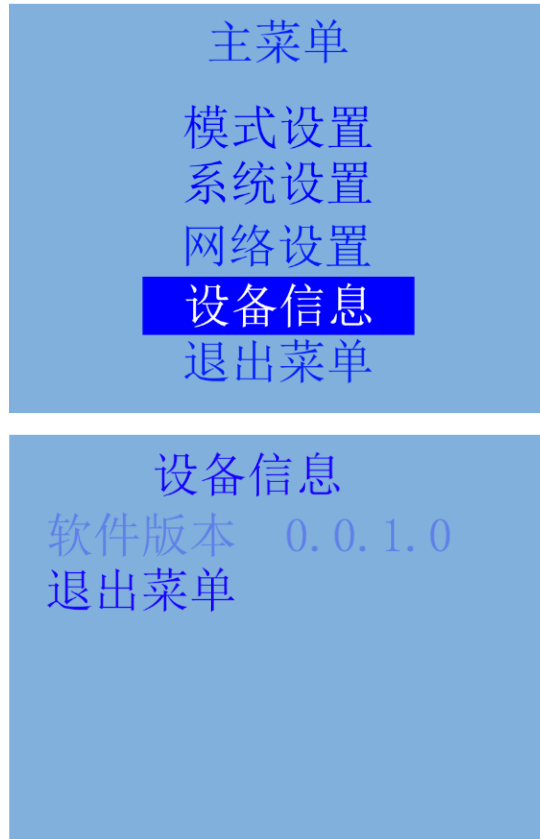 主菜单
模式设置
系统设置
网络设置
设备信息
退出菜单
设备信息
软件版本 0.0.1.0
退出菜单